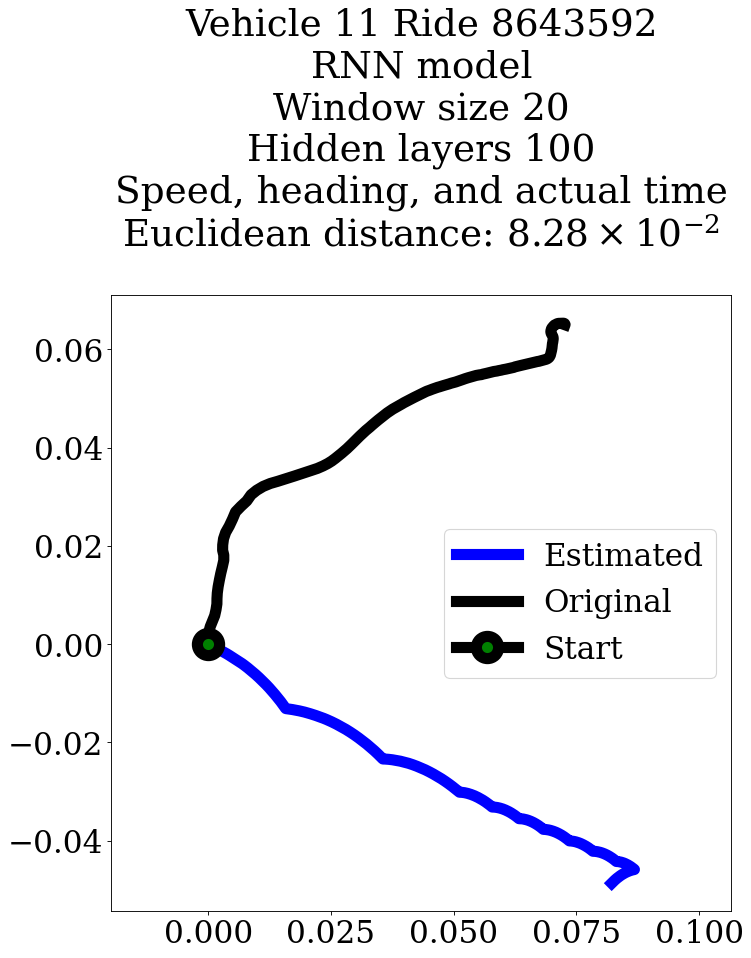 Vehicle 11 Ride 8643592
RNN model
Window size 20
Hidden layers 100
Speed, heading, and actual time
Euclidean distance: 8.28 × 10⁻²
0.06
0.04
0.02
0.00
−0.02
−0.04
Estimated
Original
Start
0.000 0.025 0.050 0.075 0.100